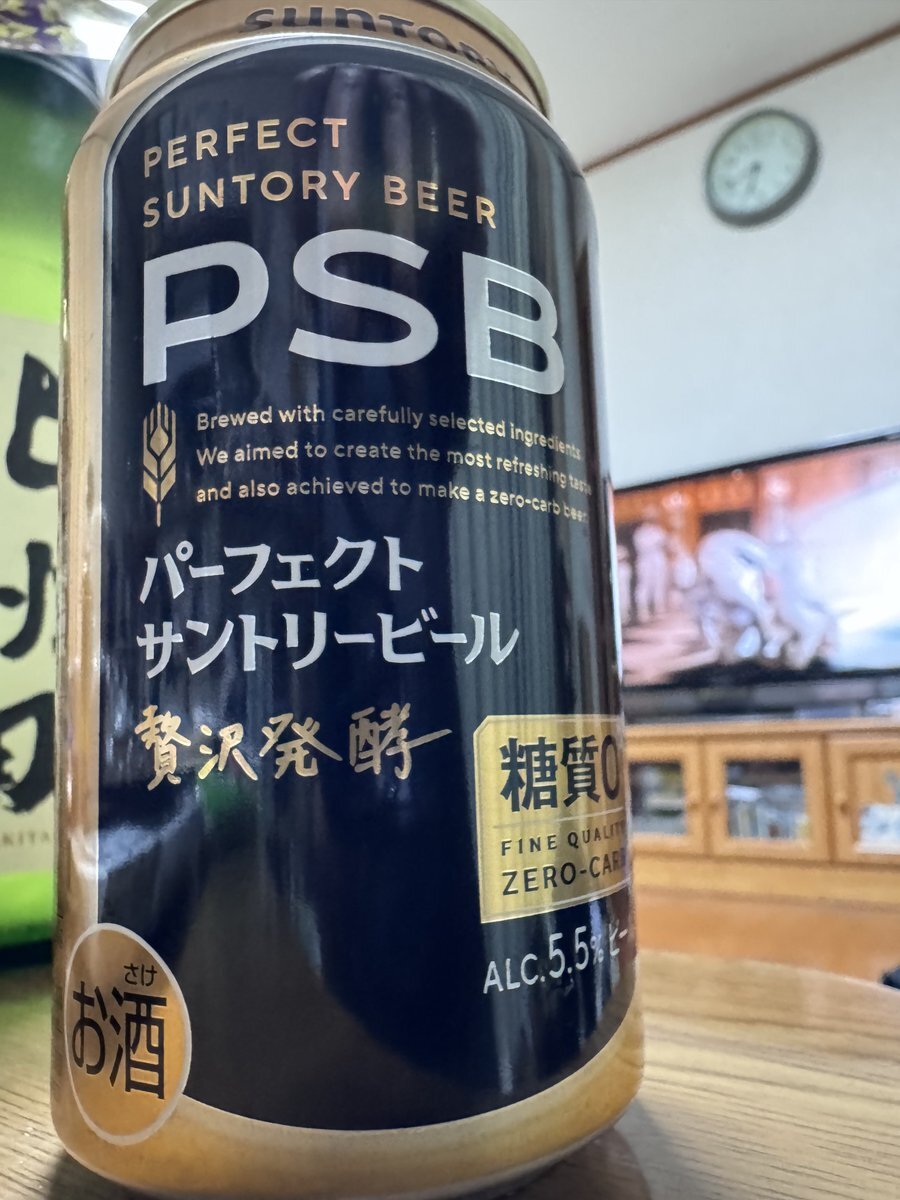 SUNTORY
PERFECT
SUNTORY BEER
PSB
Brewed with carefully selected ingredients.
We aimed to create the most refreshing taste
and also achieved to make a zero-carb beer.
パーフェクト
サントリービール
贅沢発酵
糖質0
FINE QUALITY
ZERO-CAR
ALC.5.5% ビー
さけ
お酒